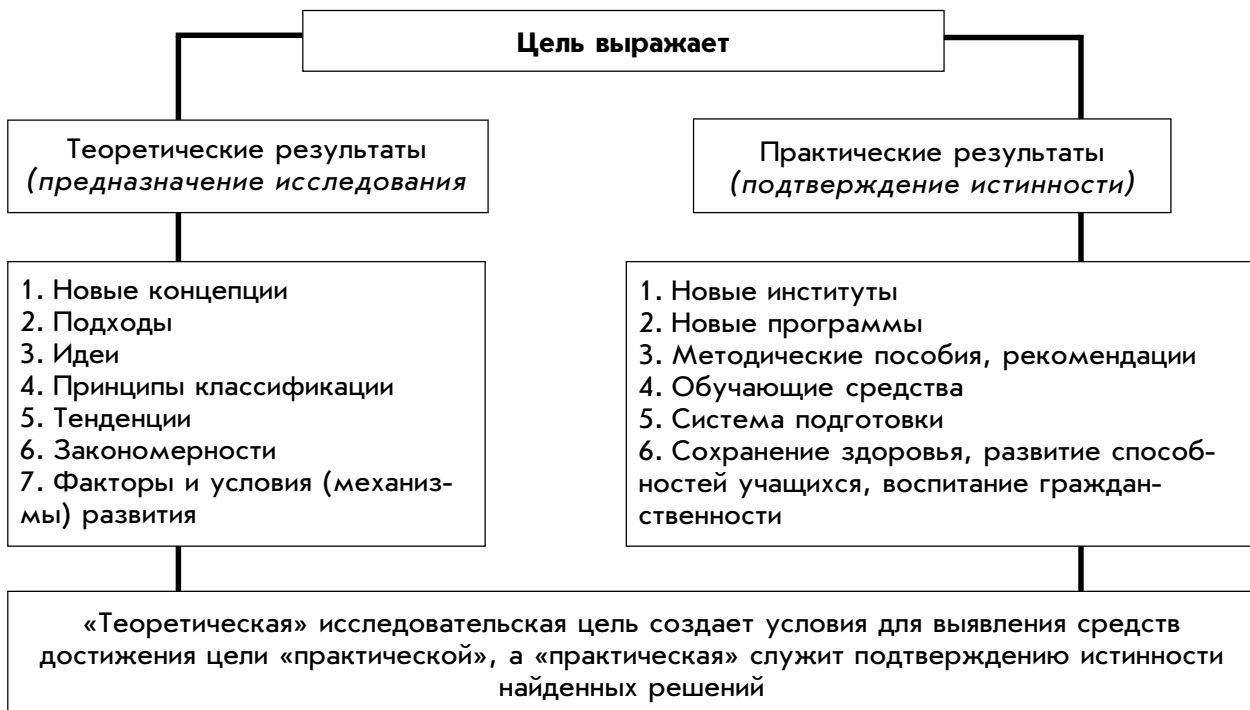 Цель выражает
Теоретические результаты
(предназначение исследования
Практические результаты
(подтверждение истинности)
1. Новые концепции
2. Подходы
3. Идеи
4. Принципы классификации
5. Тенденции
6. Закономерности
7. Факторы и условия (механиз-
мы) развития
1. Новые институты
2. Новые программы
3. Методические пособия, рекомендации
4. Обучающие средства
5. Система подготовки
6. Сохранение здоровья, развитие способ-
ностей учащихся, воспитание граждан-
ственности
«Теоретическая» исследовательская цель создает условия для выявления средств
достижения цели «практической», а «практическая» служит подтверждению истинности
найденных решений